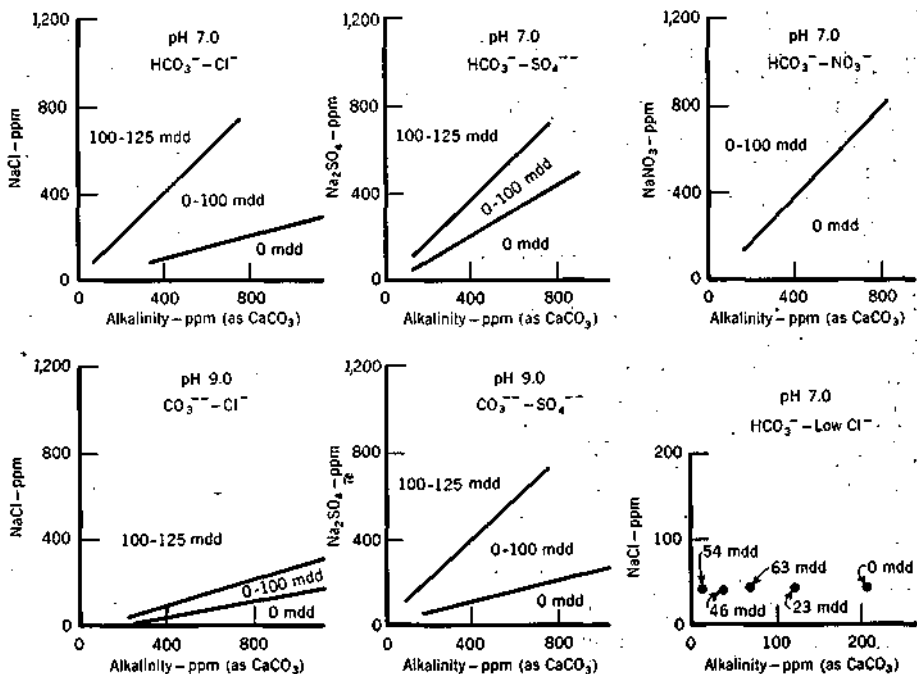 1,200
pH 7.0
HCO₃⁻–Cl⁻
NaCl–ppm
800
100-125 mdd
400
0-100 mdd
0 mdd
0
0 400 800
Alkalinity–ppm (as CaCO₃)
1,200
pH 7.0
HCO₃⁻–SO₄⁻⁻
Na₂SO₄–ppm
800
100-125 mdd
0-100 mdd
400
0 mdd
0
0 400 800
Alkalinity–ppm (as CaCO₃)
1,200
pH 7.0
HCO₃⁻–NO₃⁻
NaNO₃–ppm
800
0-100 mdd
400
0 mdd
0
0 400 800
Alkalinity–ppm (as CaCO₃)
1,200
pH 9.0
CO₃⁻⁻–Cl⁻
NaCl–ppm
800
400
100-125 mdd
0-100 mdd
0 mdd
0
0 400 800
Alkalinity–ppm (as CaCO₃)
1,200
pH 9.0
CO₃⁻⁻–SO₄⁻⁻
Na₂SO₄–ppm
800
100-125 mdd
400
0-100 mdd
0 mdd
0
0 400 800
Alkalinity–ppm (as CaCO₃)
pH 7.0
HCO₃⁻–Low Cl⁻
200
NaCl–ppm
100
54 mdd
63 mdd
0 mdd
46 mdd
23 mdd
0
0 100 200
Alkalinity–ppm (as CaCO₃)